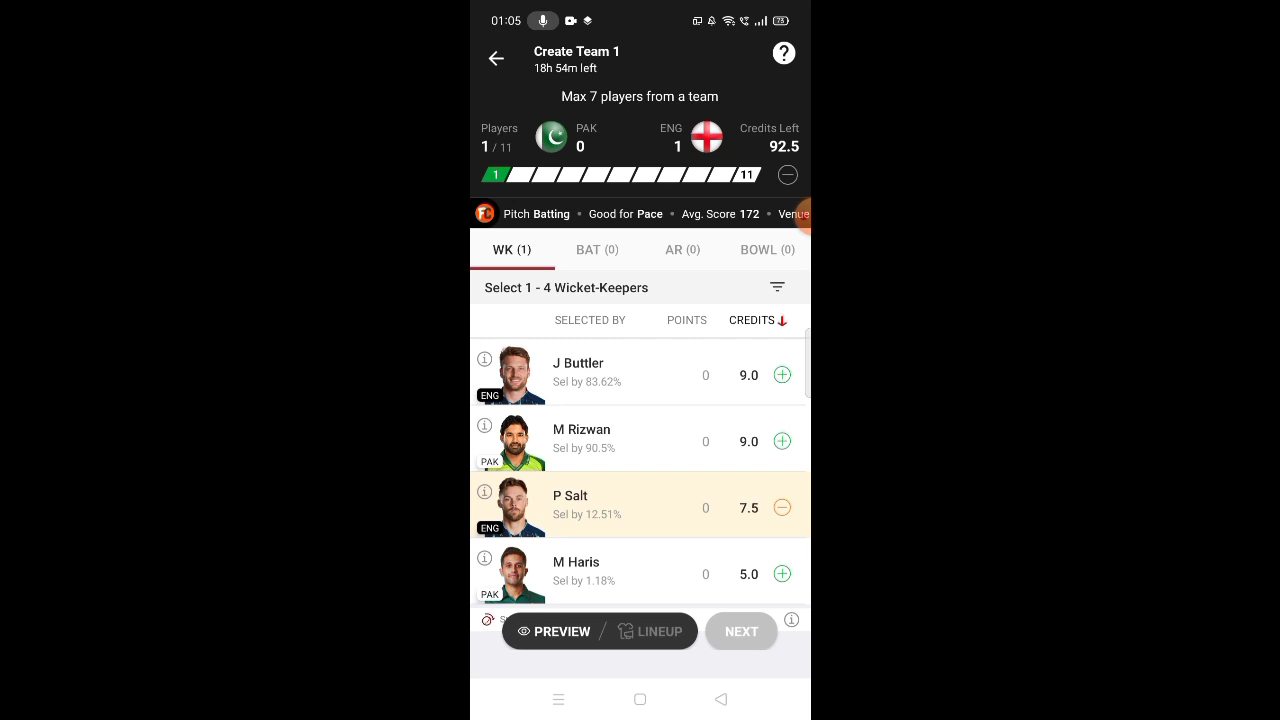 01:05
73
Create Team 1
18h 54m left
?
Max 7 players from a team
Players PAK ENG Credits Left
1 / 11 0 1 92.5
1 11
FC Pitch Batting • Good for Pace • Avg. Score 172 • Venue
WK (1) BAT (0) AR (0) BOWL (0)
Select 1 - 4 Wicket-Keepers
SELECTED BY POINTS CREDITS
J Buttler
Sel by 83.62% 0 9.0
ENG
M Rizwan
Sel by 90.5% 0 9.0
PAK
P Salt
Sel by 12.51% 0 7.5
ENG
M Haris
Sel by 1.18% 0 5.0
PAK
PREVIEW / LINEUP NEXT